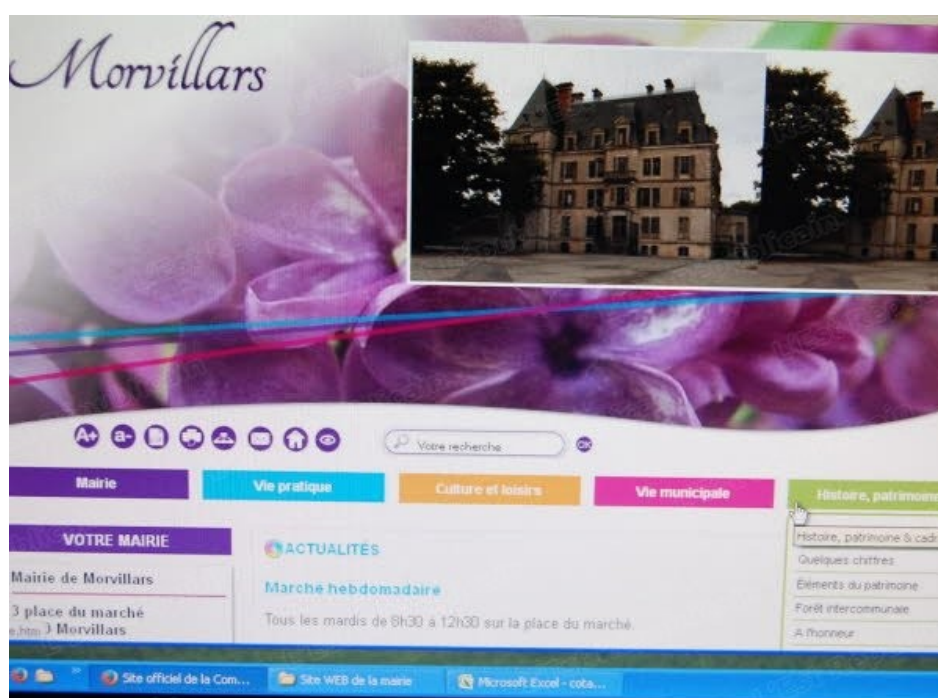 Morvillars
A+ a-
Votre recherche
OK
Mairie
Vie pratique
Culture et loisirs
Vie municipale
Histoire, patrimoine
VOTRE MAIRIE
Mairie de Morvillars
3 place du marché
Morvillars
e.htm
ACTUALITÉS
Marché hebdomadaire
Tous les mardis de 8h30 à 12h30 sur la place du marché.
Histoire, patrimoine & cadr
Quelques chiffres
Eléments du patrimoine
Forêt intercommunale
A l'honneur
Site officiel de la Com...
Site WEB de la mairie
Microsoft Excel - cota...